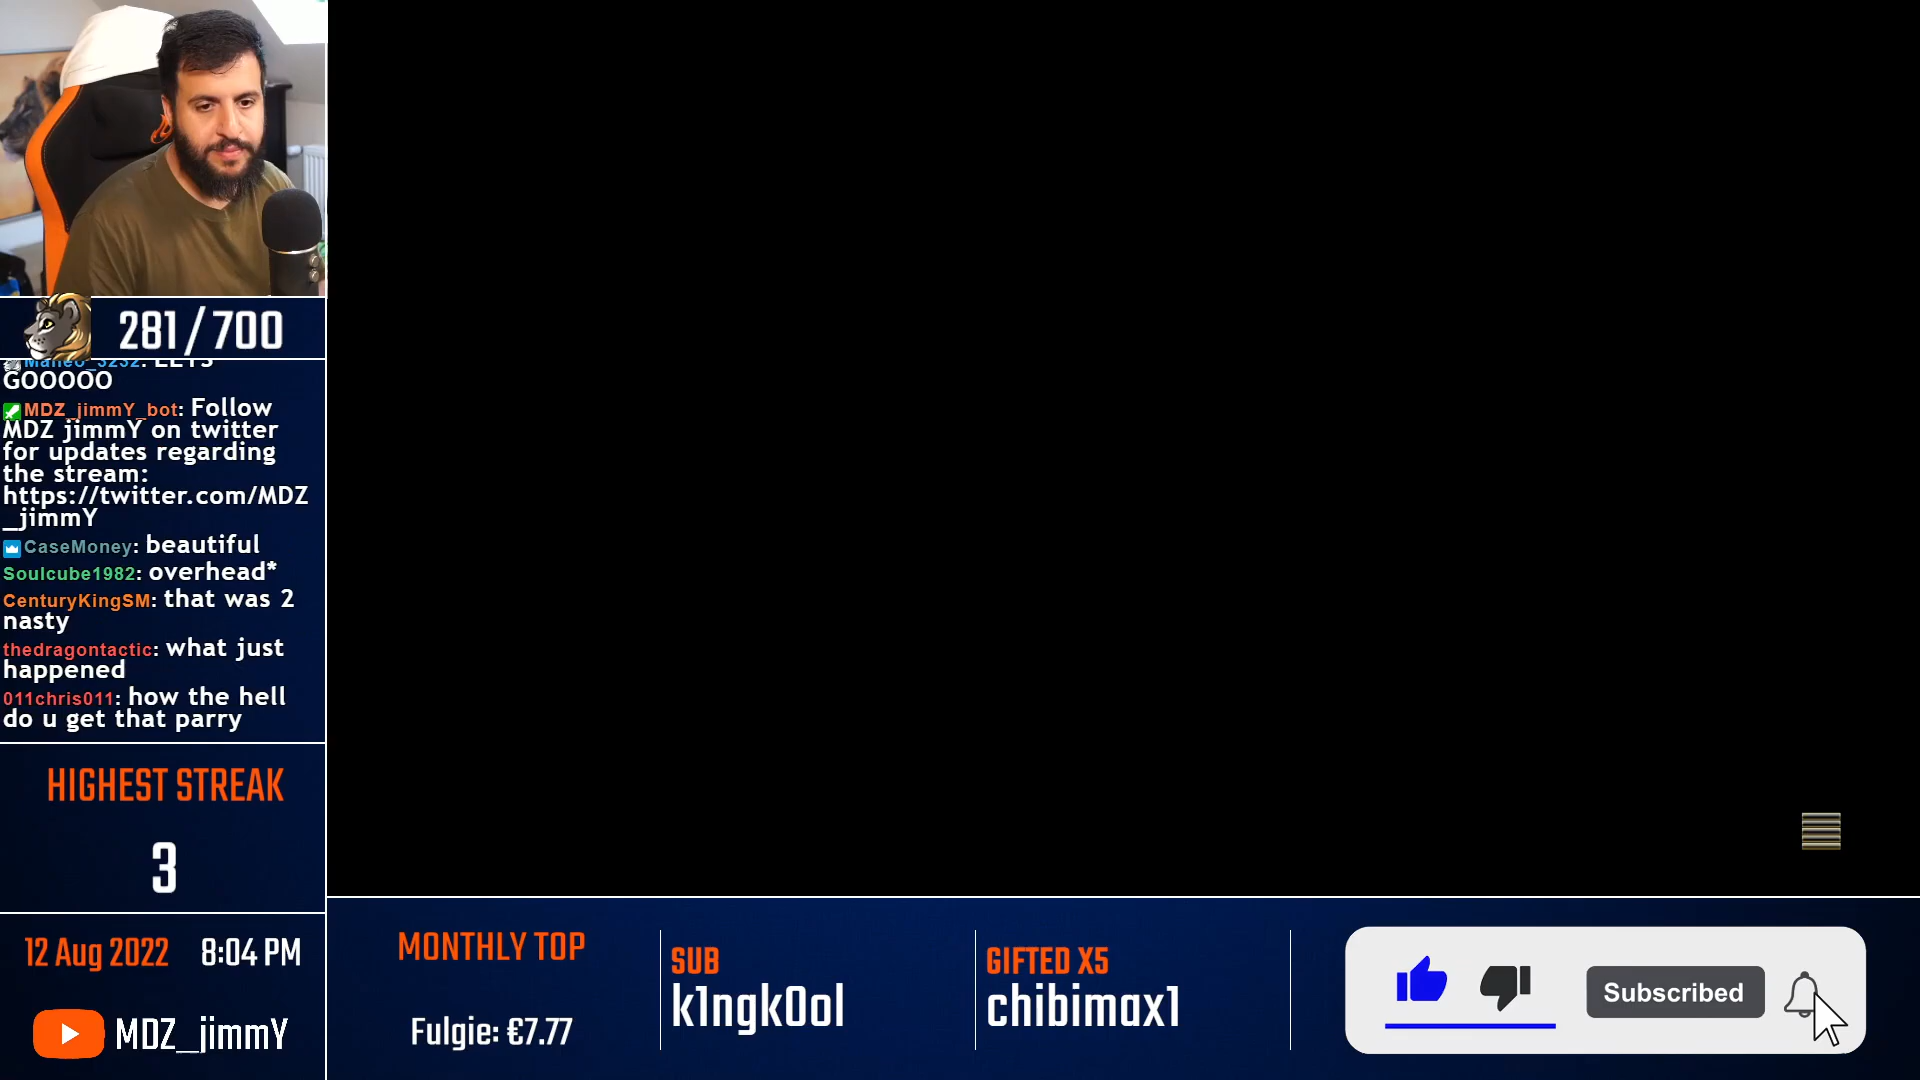 281/700
Maneo_3232: LETS
GOOOOO
MDZ_jimmY_bot: Follow
MDZ jimmY on twitter
for updates regarding
the stream:
https://twitter.com/MDZ
_jimmY
CaseMoney: beautiful
Soulcube1982: overhead*
CenturyKingSM: that was 2
nasty
thedragontactic: what just
happened
011chris011: how the hell
do u get that parry
HIGHEST STREAK
3
12 Aug 2022 8:04 PM
MDZ_jimmY
MONTHLY TOP
Fulgie: €7.77
SUB
k1ngk0ol
GIFTED X5
chibimax1
Subscribed